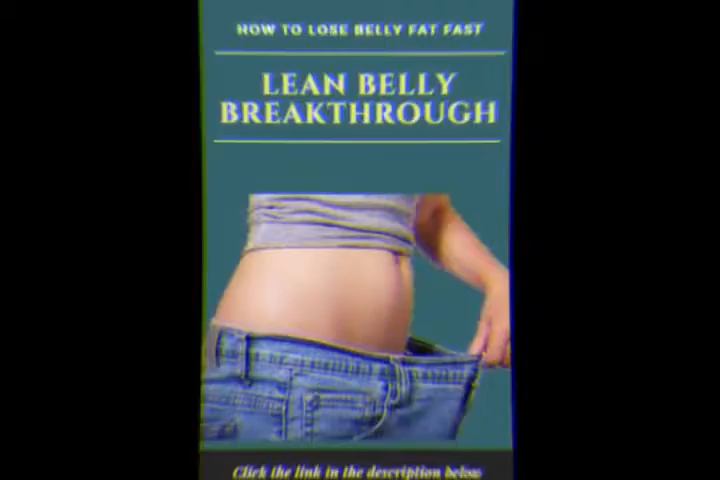 HOW TO LOSE BELLY FAT FAST
LEAN BELLY
BREAKTHROUGH
Click the link in the description below